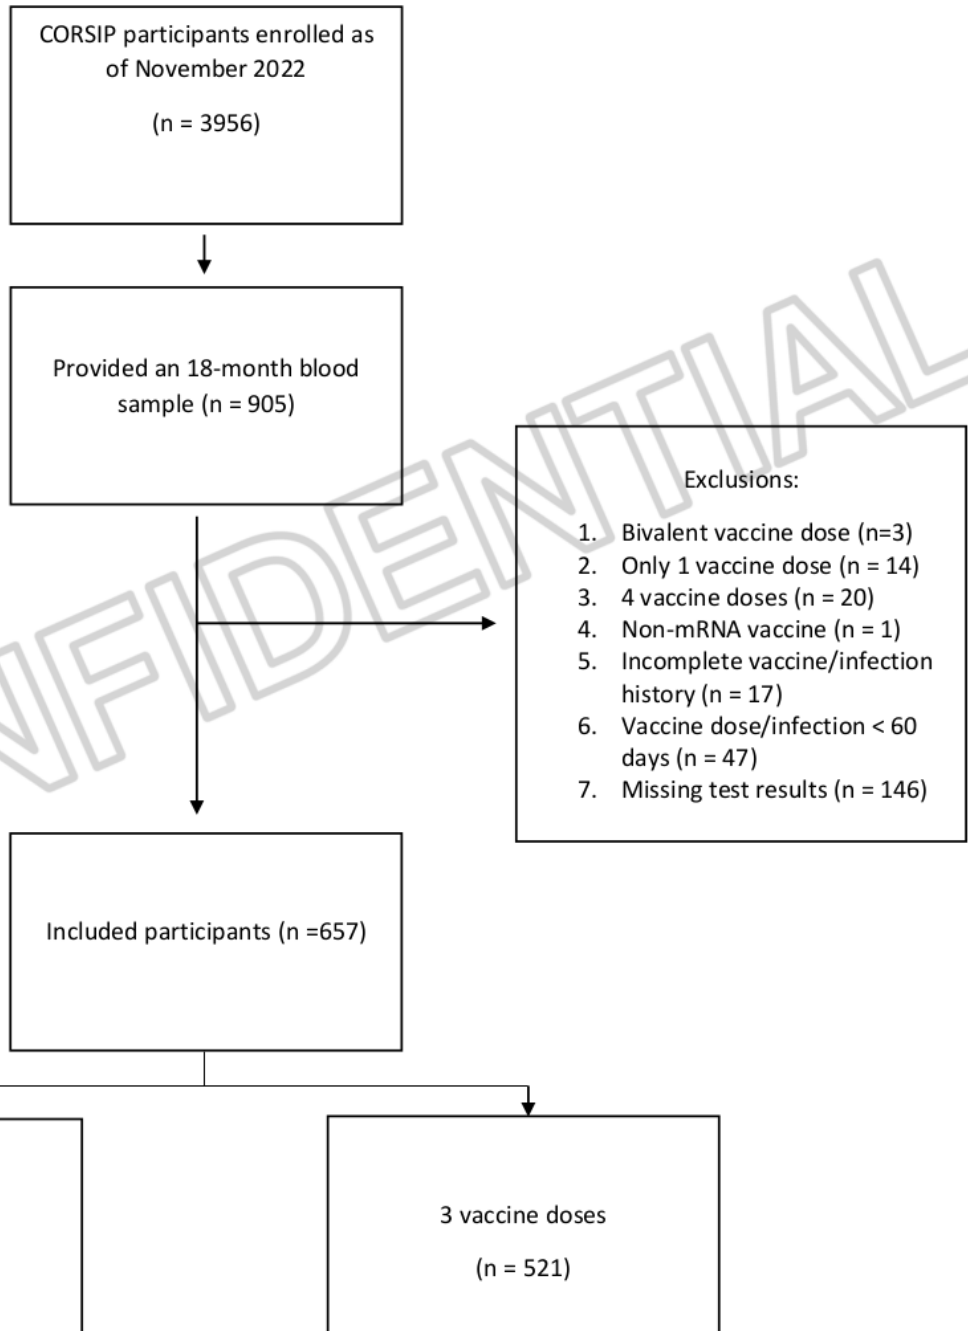 CORSIP participants enrolled as
of November 2022
(n = 3956)
Provided an 18-month blood
sample (n = 905)
Exclusions:
1. Bivalent vaccine dose (n=3)
2. Only 1 vaccine dose (n = 14)
3. 4 vaccine doses (n = 20)
4. Non-mRNA vaccine (n = 1)
5. Incomplete vaccine/infection
history (n = 17)
6. Vaccine dose/infection < 60
days (n = 47)
7. Missing test results (n = 146)
Included participants (n =657)
3 vaccine doses
(n = 521)
NFIDENTIAL